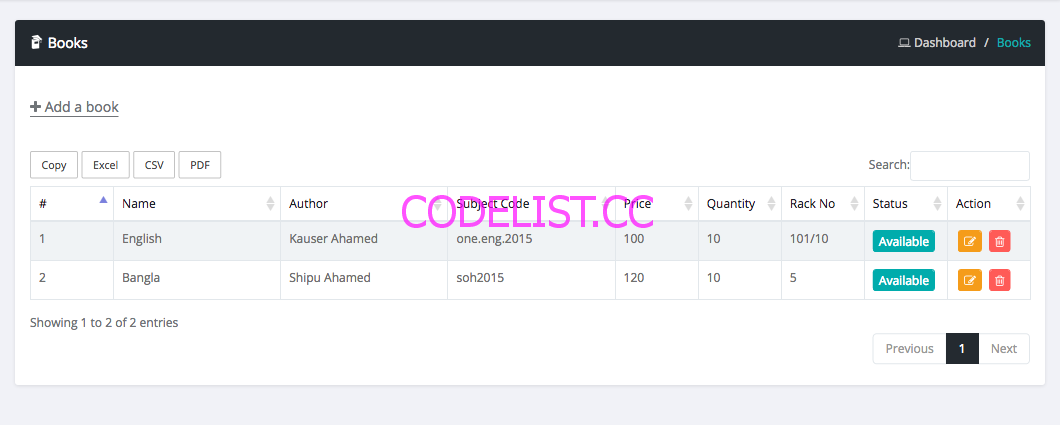 Books
Dashboard / Books
Add a book
Copy Excel CSV PDF
Search:
# Name Author Subject Code Price Quantity Rack No Status Action
CODELIST.CC
1 English Kauser Ahamed one.eng.2015 100 10 101/10 Available
2 Bangla Shipu Ahamed soh2015 120 10 5 Available
Showing 1 to 2 of 2 entries
Previous 1 Next